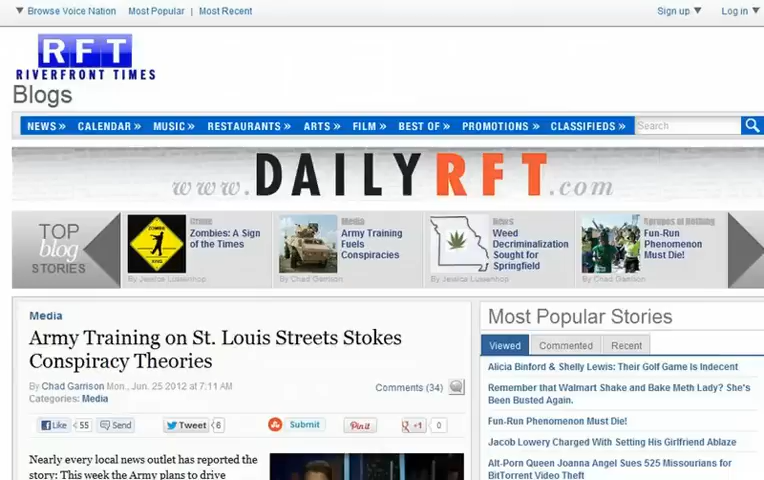 Browse Voice Nation Most Popular | Most Recent Sign up Log in
RFT
RIVERFRONT TIMES
Blogs
NEWS» CALENDAR» MUSIC» RESTAURANTS» ARTS» FILM» BEST OF» PROMOTIONS» CLASSIFIEDS» Search
www.DAILYRFT.com
TOP
blog
STORIES
Zombies: A Sign
of the Times
By Jessica Lussenhop
Media
Army Training
Fuels
Conspiracies
By Chad Garrison
News
Weed
Decriminalization
Sought for
Springfield
By Jessica Lussenhop
Apropos of Nothing
Fun-Run
Phenomenon
Must Die!
By Chad Garrison
Media
Army Training on St. Louis Streets Stokes
Conspiracy Theories
By Chad Garrison Mon., Jun. 25 2012 at 7:11 AM
Comments (34)
Categories: Media
Like 55 Send Tweet 6 Submit Pin it +1 0
Nearly every local news outlet has reported the
story: This week the Army plans to drive
Most Popular Stories
Viewed Commented Recent
Alicia Binford & Shelly Lewis: Their Golf Game Is Indecent
Remember that Walmart Shake and Bake Meth Lady? She's
Been Busted Again.
Fun-Run Phenomenon Must Die!
Jacob Lowery Charged With Setting His Girlfriend Ablaze
Alt-Porn Queen Joanna Angel Sues 525 Missourians for
BitTorrent Video Theft